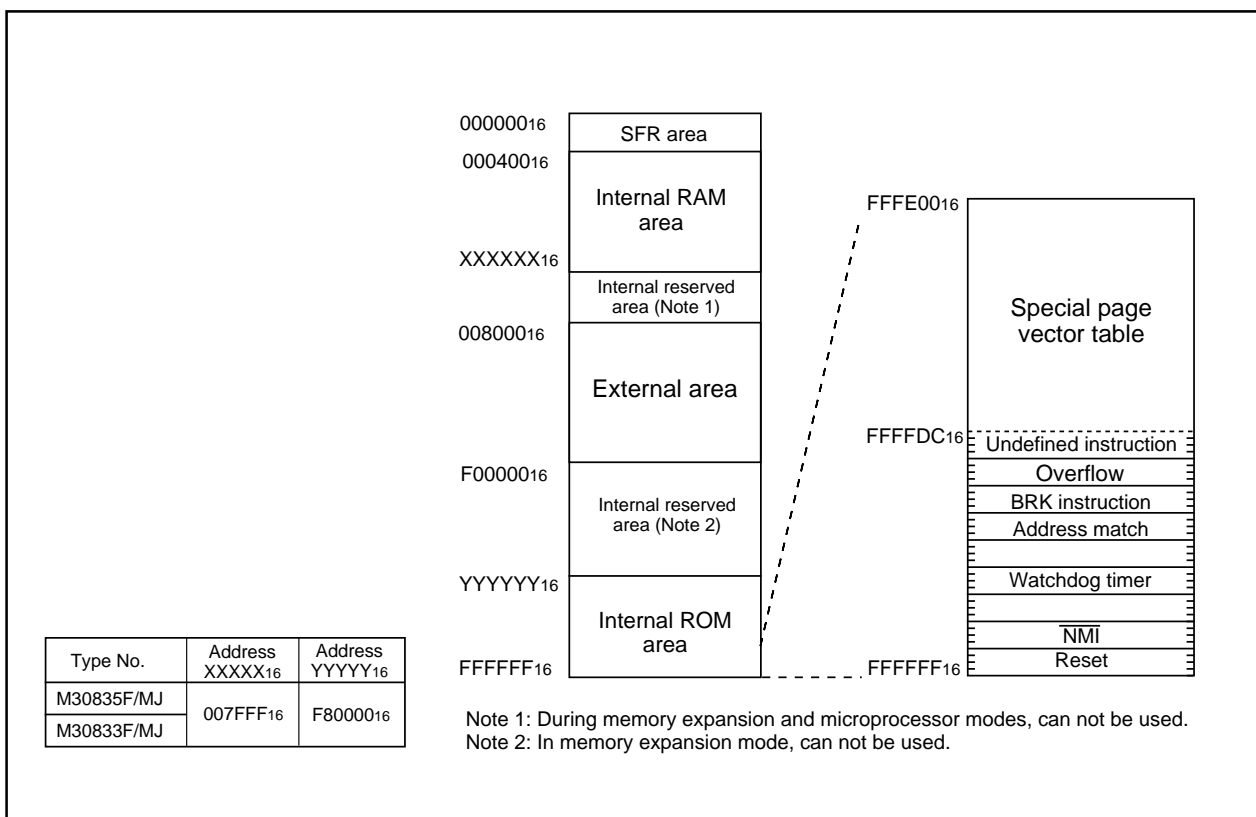 00000016
SFR area
00040016
Internal RAM
area
XXXXXX16
Internal reserved
area (Note 1)
00800016
External area
F0000016
Internal reserved
area (Note 2)
YYYYYY16
Internal ROM
area
FFFFFF16
FFFE0016
Special page
vector table
FFFFDC16
Undefined instruction
Overflow
BRK instruction
Address match
Watchdog timer
NMI
Reset
FFFFFF16
Type No.
Address
XXXXX16
Address
YYYYY16
M30835F/MJ
M30833F/MJ
007FFF16
F8000016
Note 1: During memory expansion and microprocessor modes, can not be used.
Note 2: In memory expansion mode, can not be used.